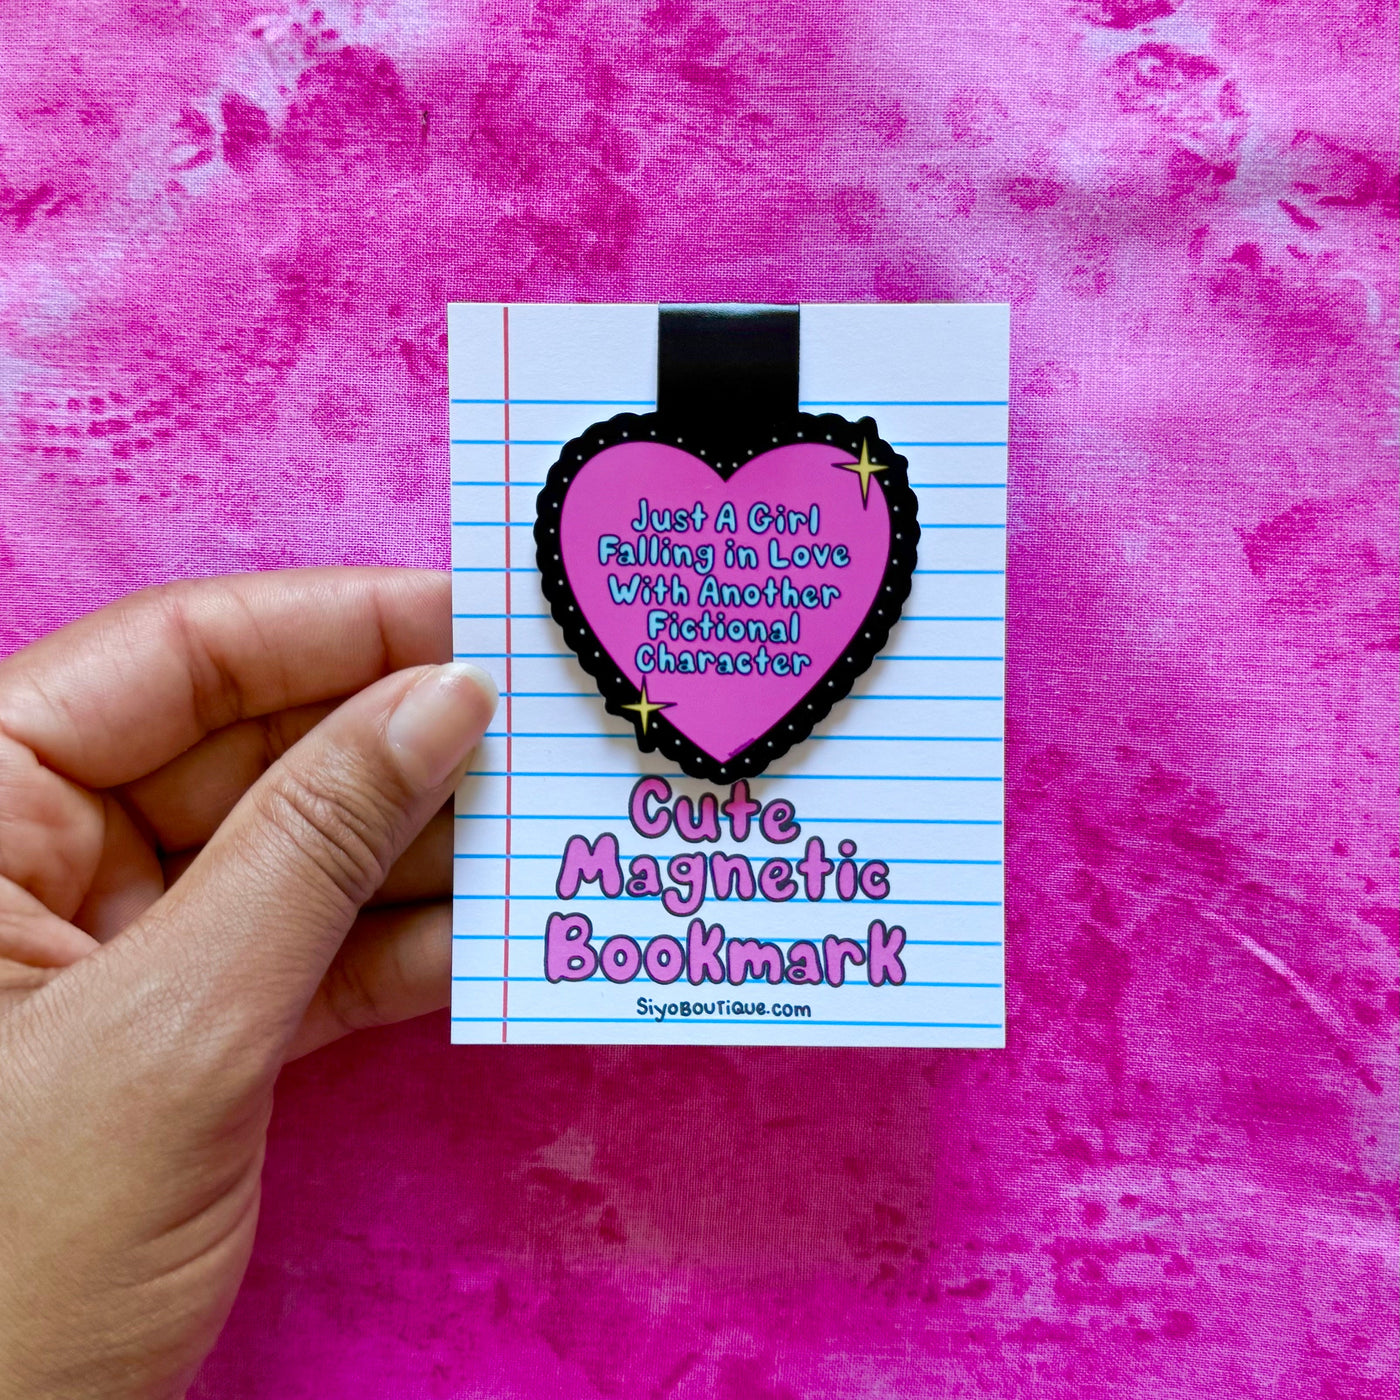 Just A Girl
Falling in Love
With Another
Fictional
Character
Cute
Magnetic
Bookmark
SiyoBoutique.com